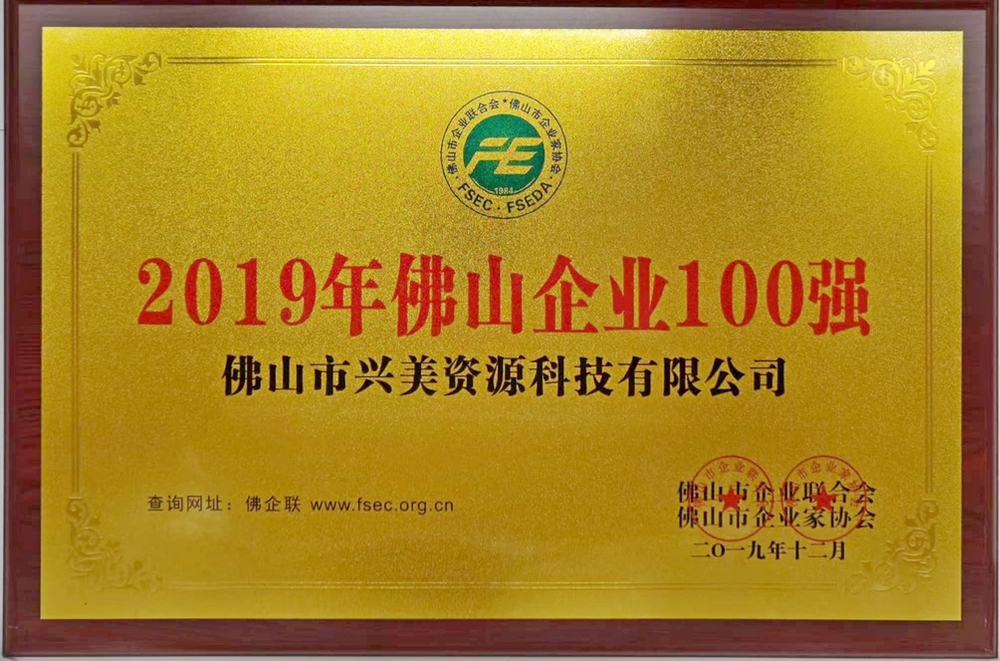 佛山市企业联合会*佛山市企业家协会
FE
1984
FSEC · FSEDA
2019年佛山企业100强
佛山市兴美资源科技有限公司
查询网址：佛企联 www.fsec.org.cn
佛山市企业联合会
佛山市企业家协会
二〇一九年十二月